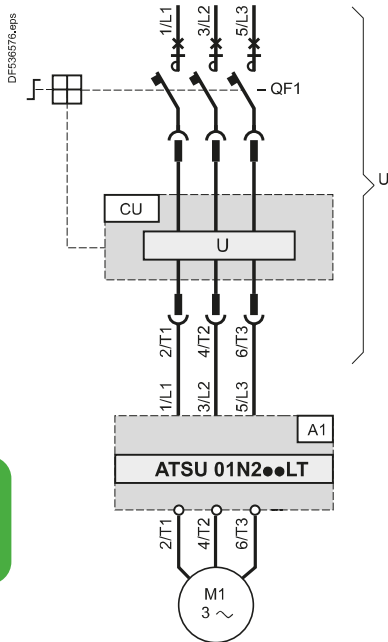 DF536576.eps
1/L1
3/L2
5/L3
QF1
U
CU
U
2/T1
4/T2
6/T3
1/L1
3/L2
5/L3
A1
ATSU 01N2●●LT
2/T1
4/T2
6/T3
M1
3 ~